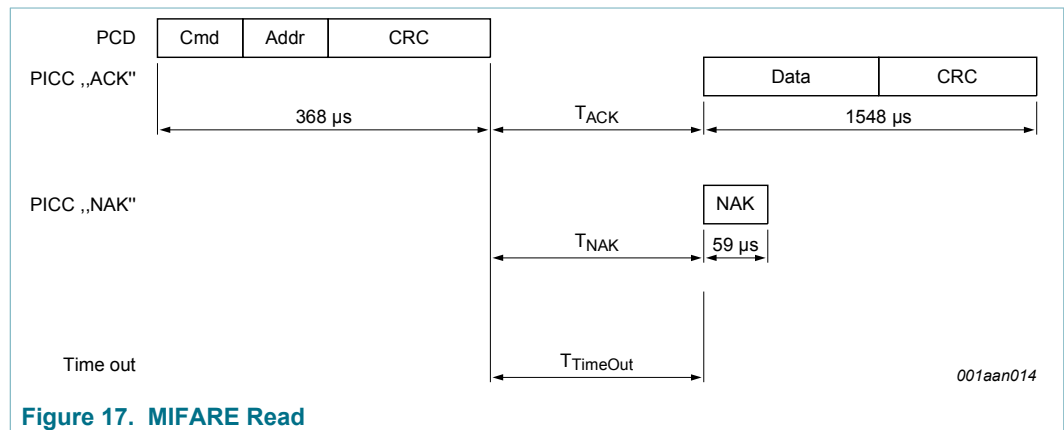 PCD Cmd Addr CRC
PICC ,,ACK" Data CRC
368 µs TACK 1548 µs
PICC ,,NAK" NAK
TNAK 59 µs
Time out TTimeOut 001aan014
Figure 17. MIFARE Read